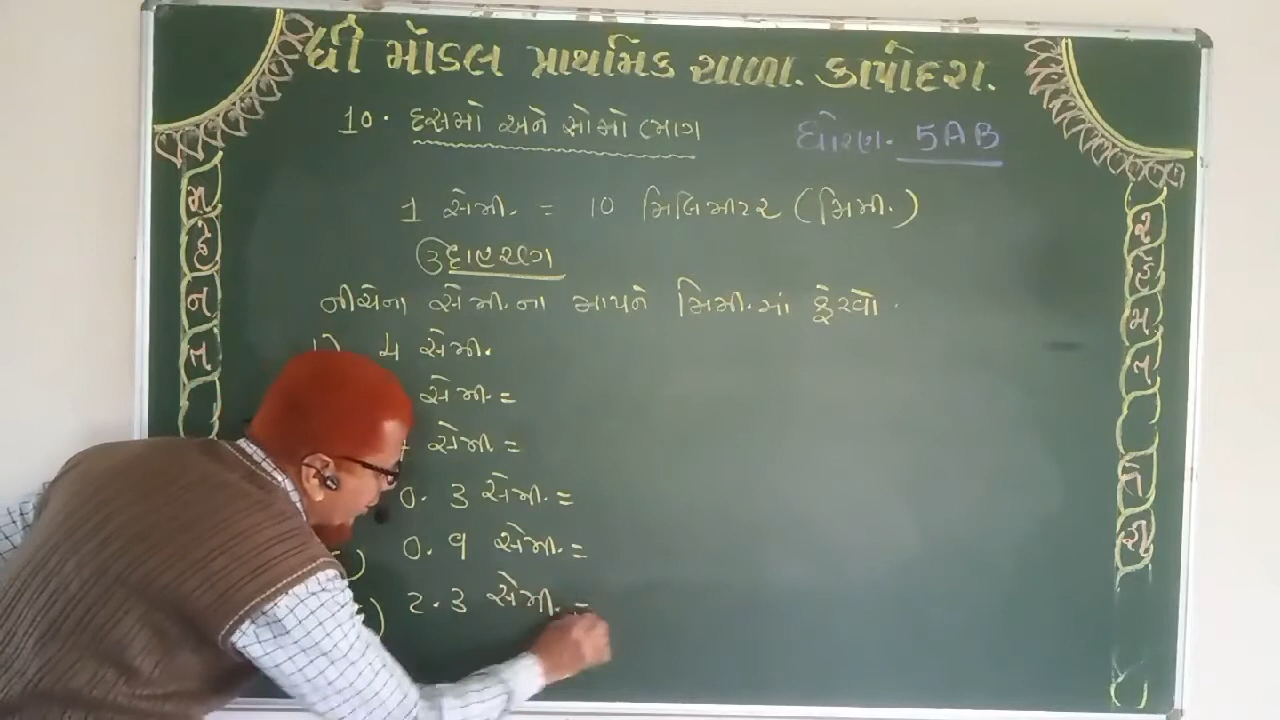 ધી મોડલ પ્રાથમિક શાળા. કાપોદરા.
10. દસમો અને સોમો ભાગ
ધોરણ. 5AB
1 સેમી. = 10 મિલિમીટર (મિમી.)
ઉદાહરણ
નીચેના સેમી.ના માપને મિમી.માં ફેરવો.
4 સેમી.
સેમી. =
સેમી. =
0.3 સેમી. =
0.9 સેમી. =
2.3 સેમી. =